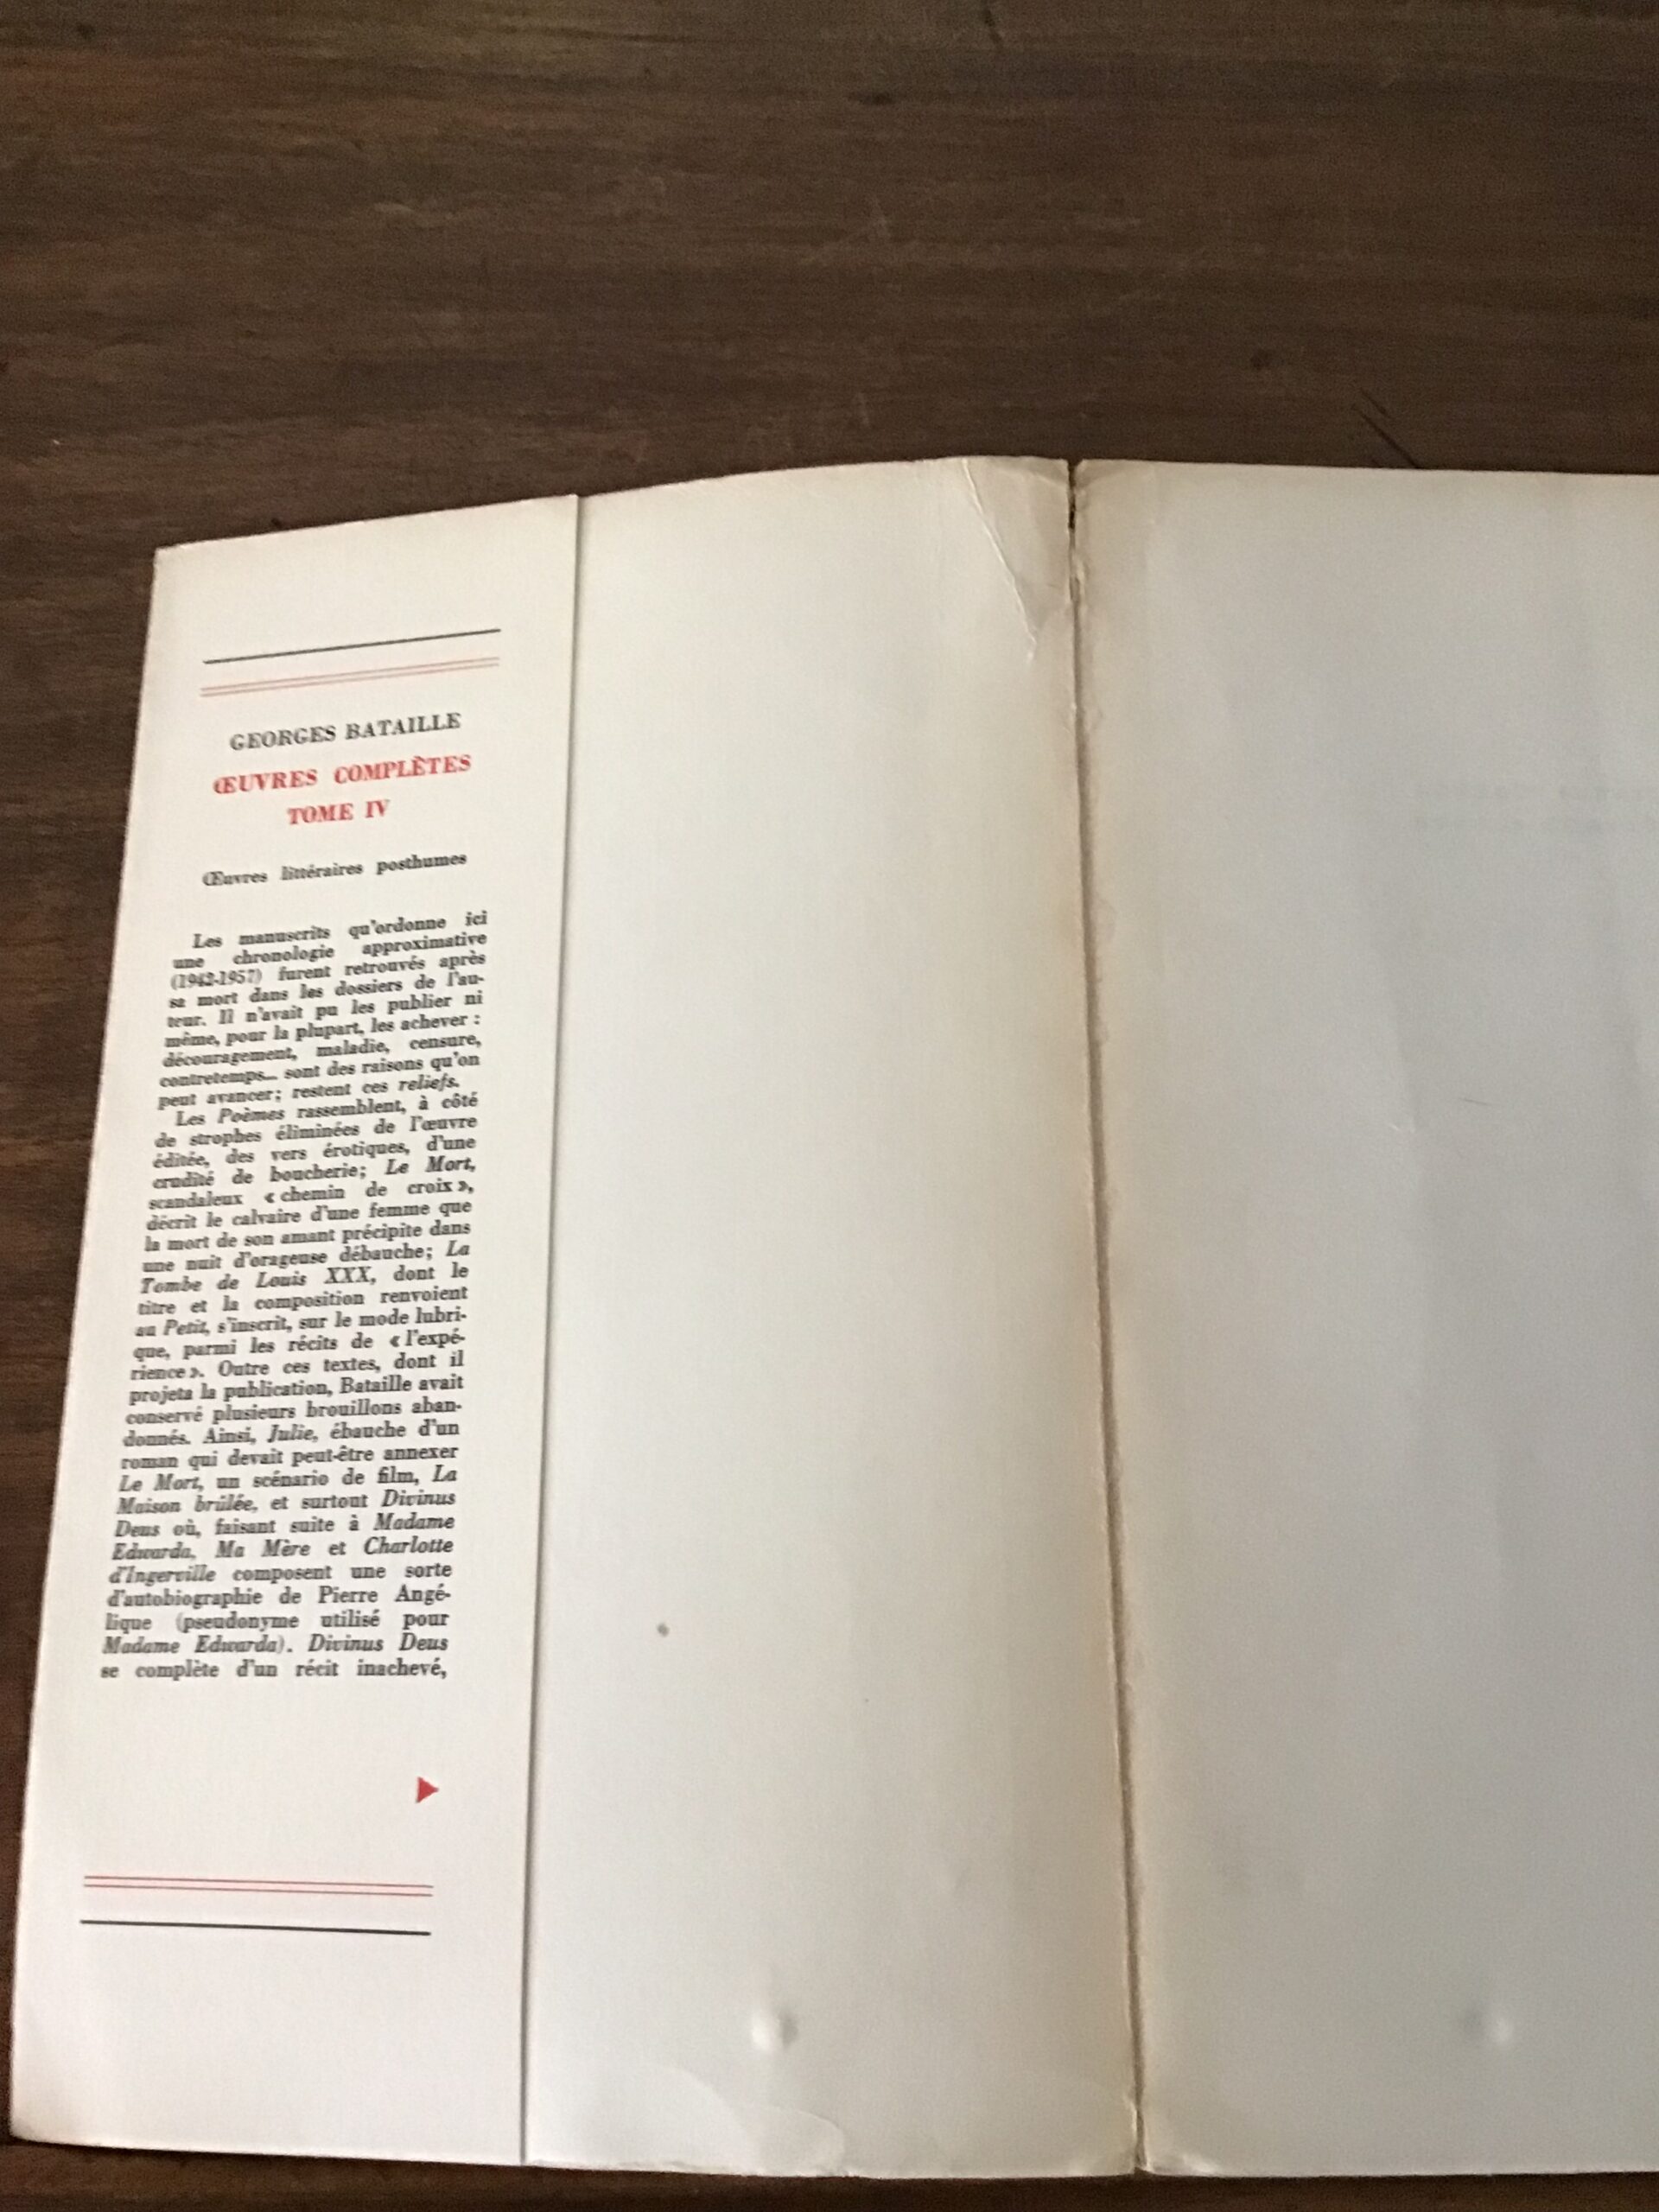 GEORGES BATAILLE
ŒUVRES COMPLÈTES
TOME IV
Œuvres littéraires posthumes
Les manuscrits qu'ordonne ici
une chronologie approximative
(1942-1957) furent retrouvés après
sa mort dans les dossiers de l'au-
teur. Il n'avait pu les publier ni
même, pour la plupart, les achever :
découragement, maladie, censure,
contretemps... sont des raisons qu'on
peut avancer; restent ces reliefs.
Les Poèmes rassemblent, à côté
de strophes éliminées de l'œuvre
éditée, des vers érotiques, d'une
crudité de boucherie; Le Mort,
scandaleux « chemin de croix »,
décrit le calvaire d'une femme que
la mort de son amant précipite dans
une nuit d'orageuse débauche; La
Tombe de Louis XXX, dont le
titre et la composition renvoient
au Petit, s'inscrit, sur le mode lubri-
que, parmi les récits de « l'expé-
rience ». Outre ces textes, dont il
projeta la publication, Bataille avait
conservé plusieurs brouillons aban-
donnés. Ainsi, Julie, ébauche d'un
roman qui devait peut-être annexer
Le Mort, un scénario de film, La
Maison brûlée, et surtout Divinus
Deus où, faisant suite à Madame
Edwarda, Ma Mère et Charlotte
d'Ingerville composent une sorte
d'autobiographie de Pierre Angé-
lique (pseudonyme utilisé pour
Madame Edwarda). Divinus Deus
se complète d'un récit inachevé,